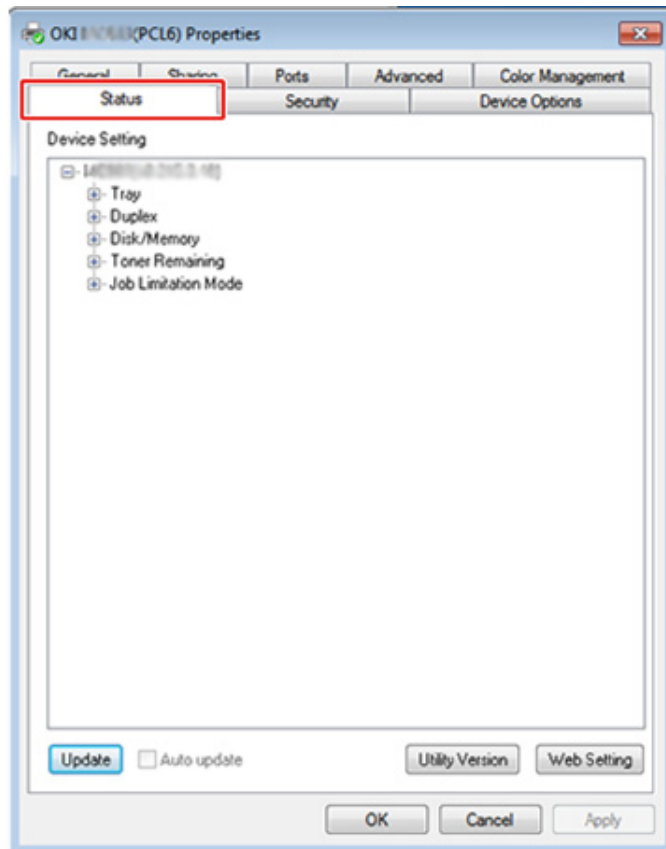 OKI (PCL6) Properties
General Sharing Ports Advanced Color Management
Status Security Device Options
Device Setting
Tray
Duplex
Disk/Memory
Toner Remaining
Job Limitation Mode
Update Auto update Utility Version Web Setting
OK Cancel Apply